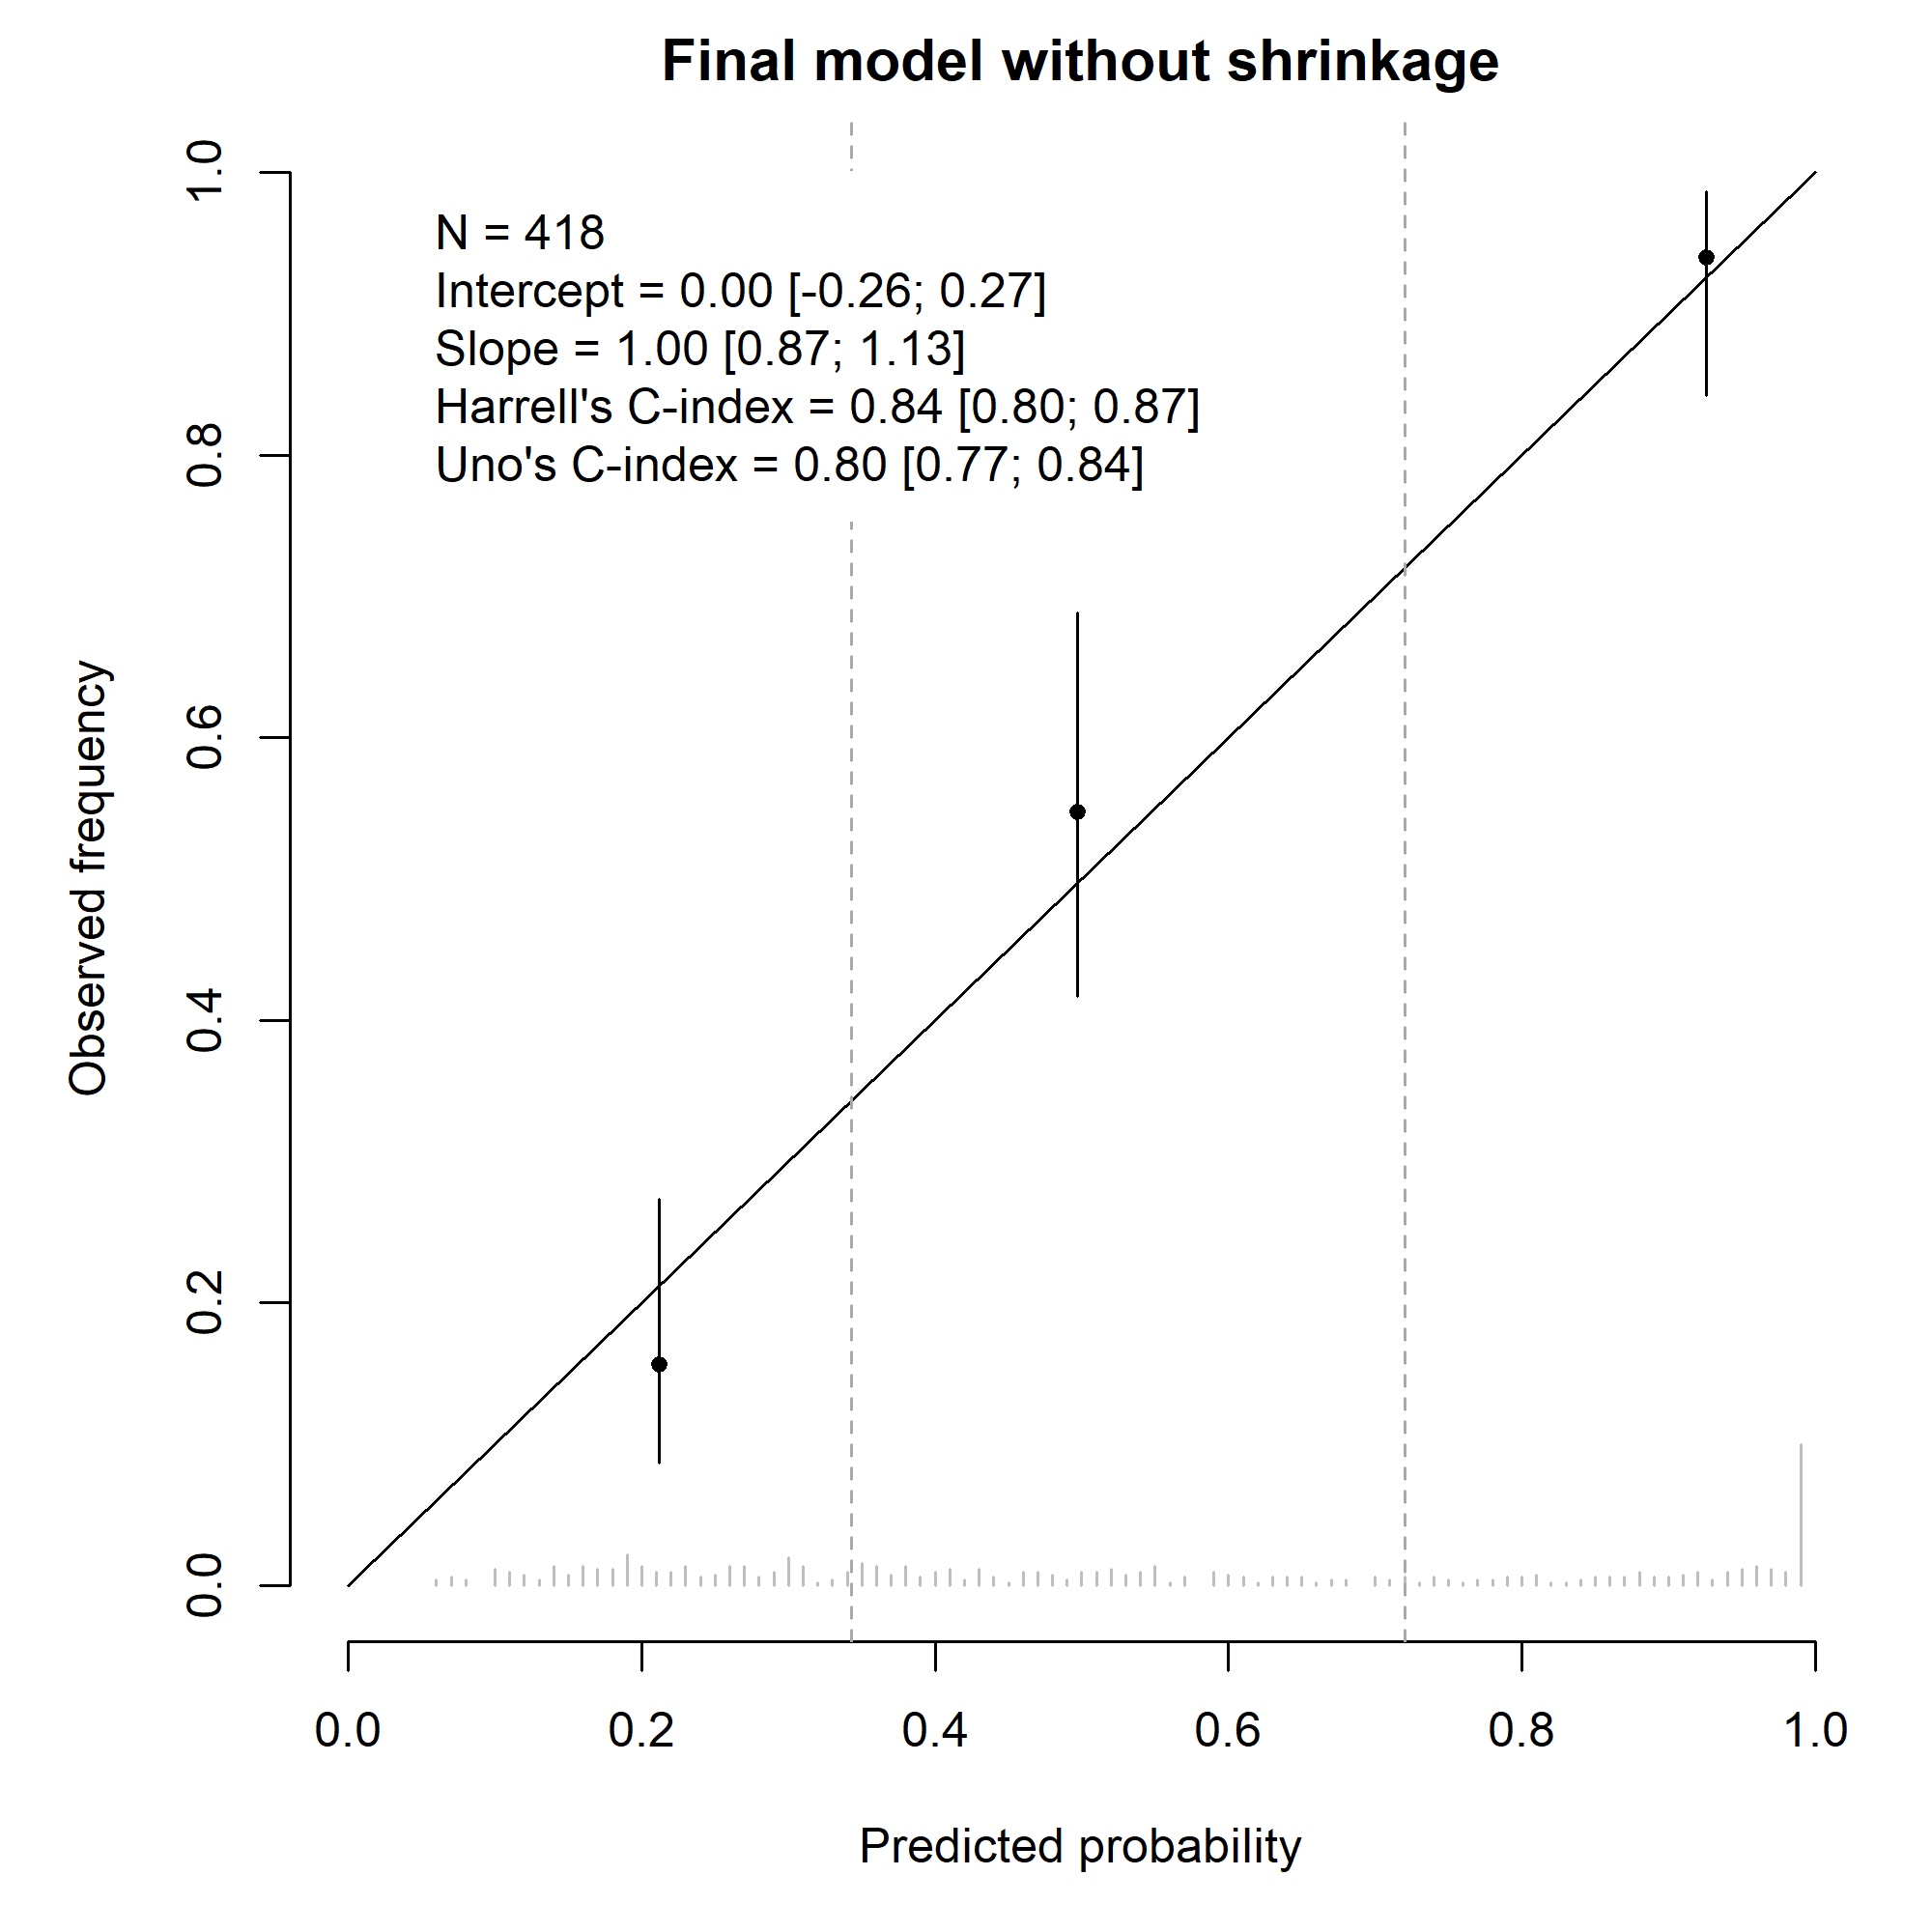 Final model without shrinkage
N = 418
Intercept = 0.00 [-0.26; 0.27]
Slope = 1.00 [0.87; 1.13]
Harrell's C-index = 0.84 [0.80; 0.87]
Uno's C-index = 0.80 [0.77; 0.84]
Observed frequency
1.0
0.8
0.6
0.4
0.2
0.0
0.0 0.2 0.4 0.6 0.8 1.0
Predicted probability